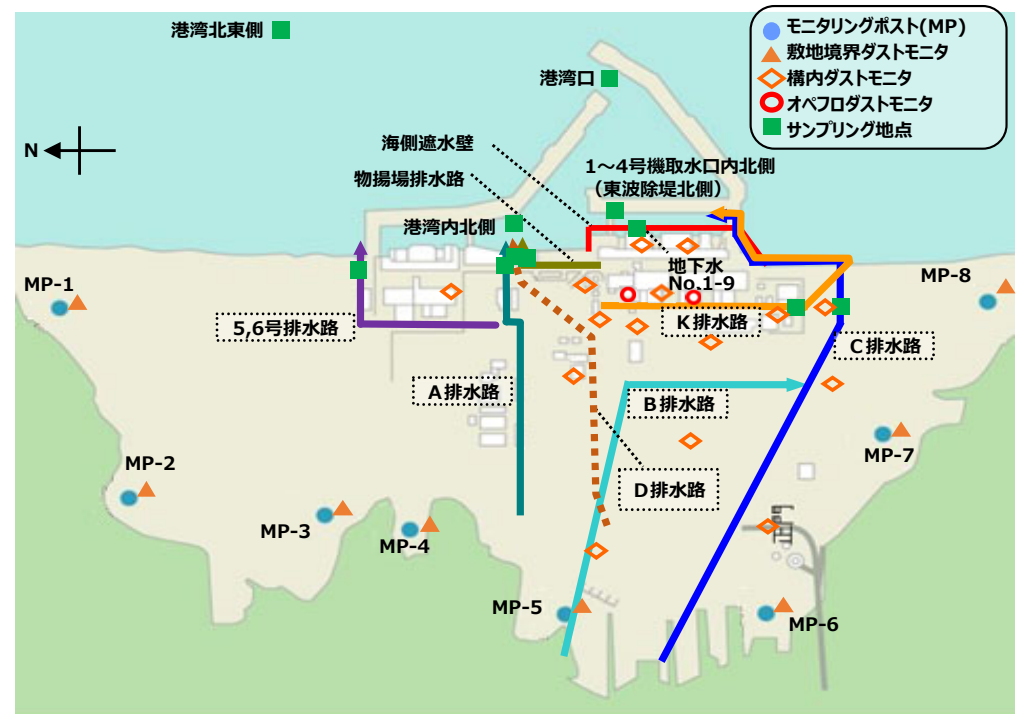 港湾北東側
モニタリングポスト(MP)
敷地境界ダストモニタ
構内ダストモニタ
オペフロダストモニタ
サンプリング地点
港湾口
N
海側遮水壁
物揚場排水路
1～4号機取水口内北側
（東波除堤北側）
港湾内北側
地下水
No.1-9
MP-1
MP-8
5,6号排水路
K排水路
C排水路
A排水路
B排水路
MP-7
MP-2
D排水路
MP-3
MP-4
正門
MP-5
MP-6